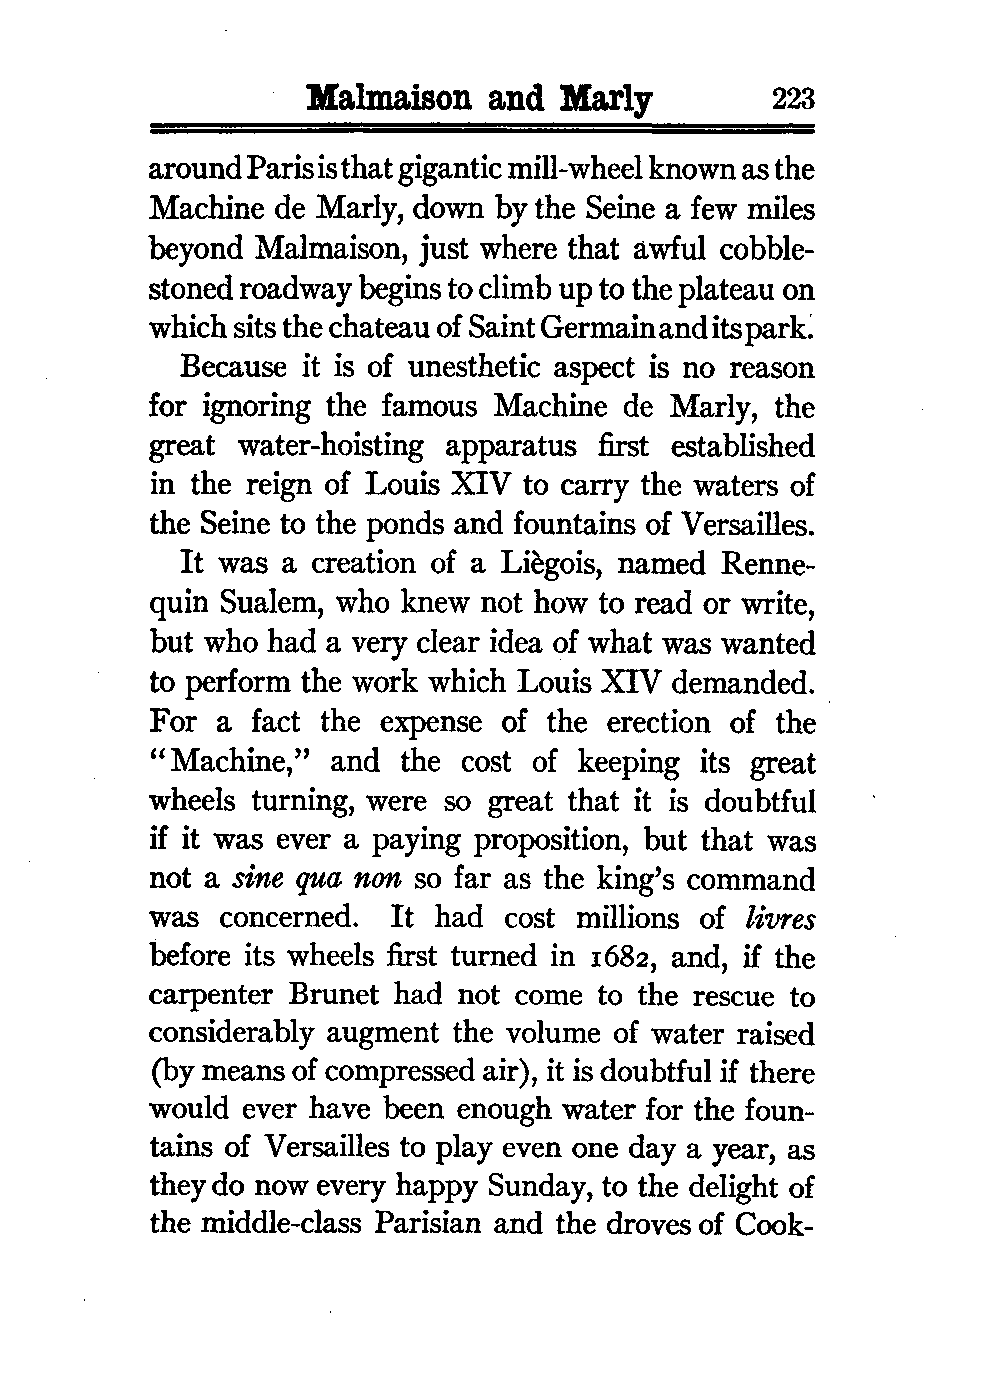 Malmaison and Marly 223
around Paris is that gigantic mill-wheel known as the
Machine de Marly, down by the Seine a few miles
beyond Malmaison, just where that awful cobble-
stoned roadway begins to climb up to the plateau on
which sits the chateau of Saint Germain and its park.
Because it is of unesthetic aspect is no reason
for ignoring the famous Machine de Marly, the
great water-hoisting apparatus first established
in the reign of Louis XIV to carry the waters of
the Seine to the ponds and fountains of Versailles.
It was a creation of a Liègois, named Renne-
quin Sualem, who knew not how to read or write,
but who had a very clear idea of what was wanted
to perform the work which Louis XIV demanded.
For a fact the expense of the erection of the
“Machine,” and the cost of keeping its great
wheels turning, were so great that it is doubtful
if it was ever a paying proposition, but that was
not a sine qua non so far as the king’s command
was concerned. It had cost millions of livres
before its wheels first turned in 1682, and, if the
carpenter Brunet had not come to the rescue to
considerably augment the volume of water raised
(by means of compressed air), it is doubtful if there
would ever have been enough water for the foun-
tains of Versailles to play even one day a year, as
they do now every happy Sunday, to the delight of
the middle-class Parisian and the droves of Cook-